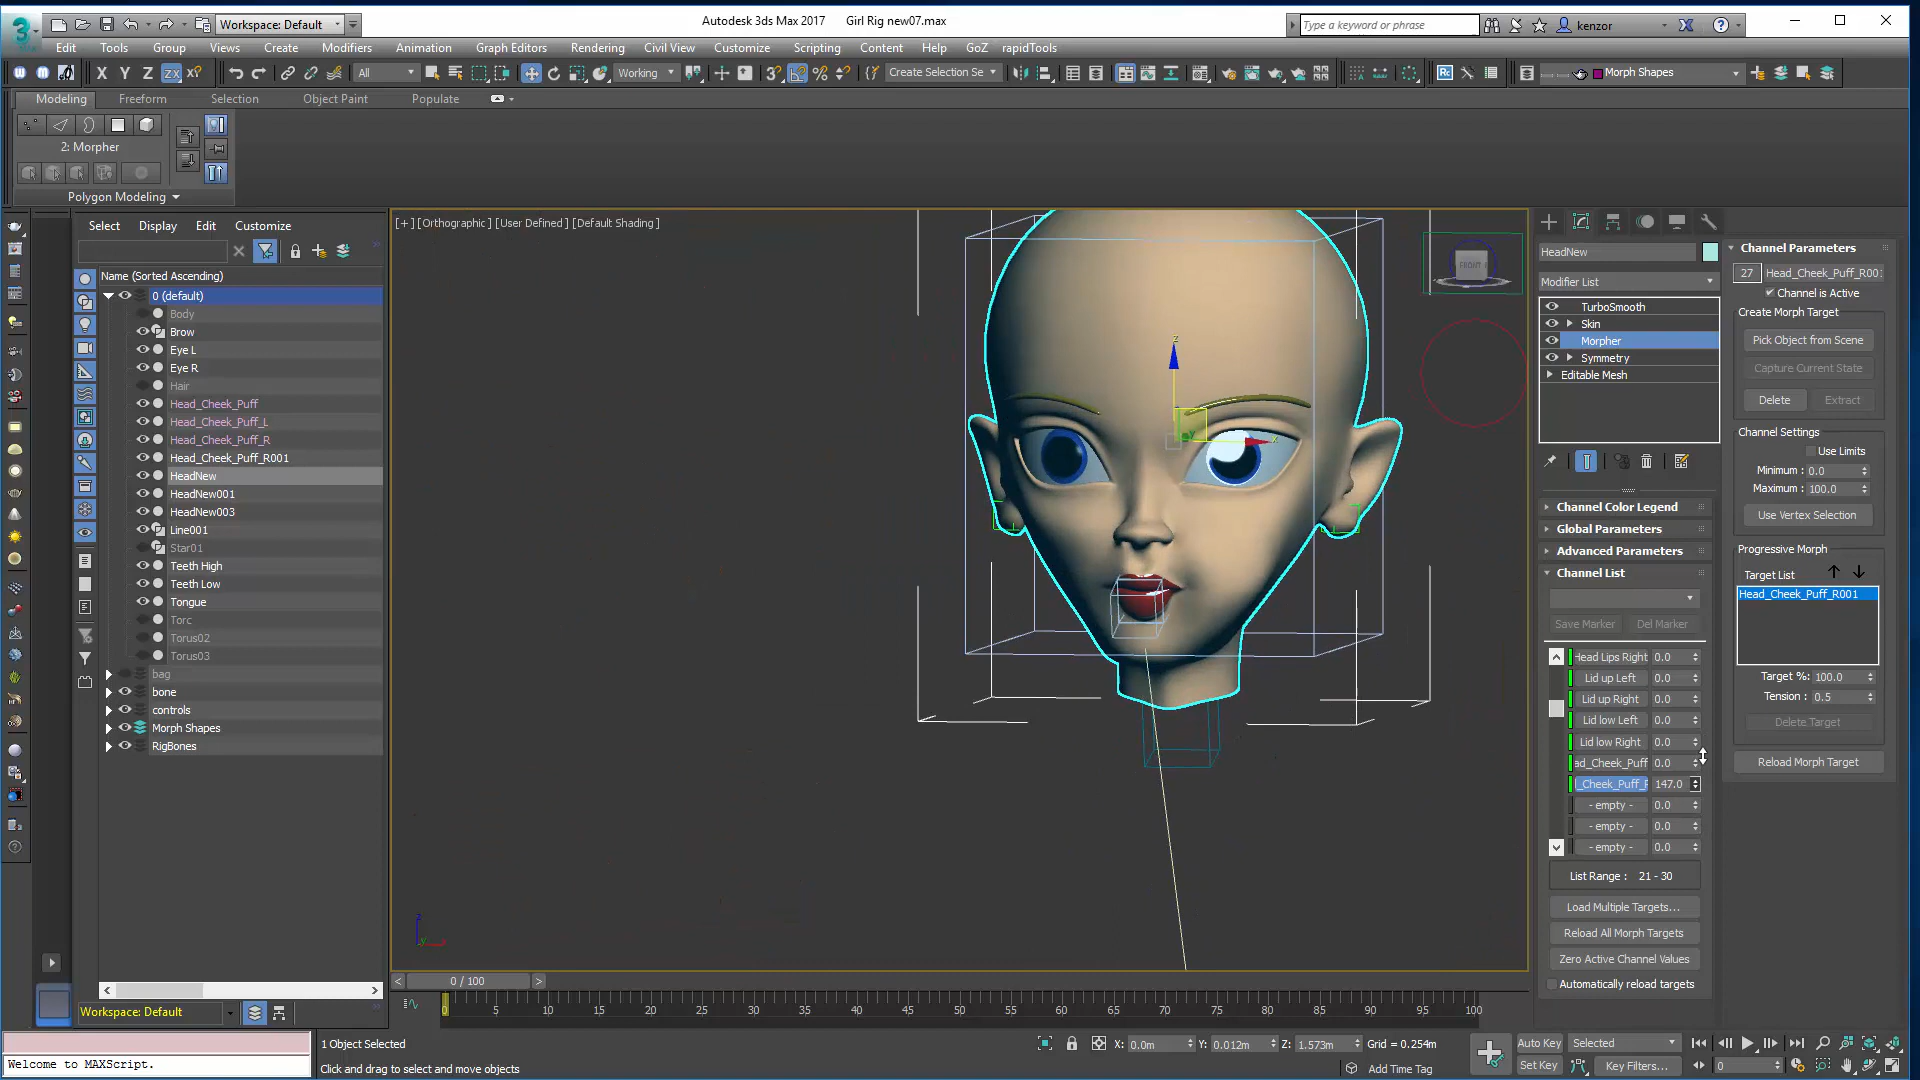 Workspace: Default
Autodesk 3ds Max 2017    Girl Rig new07.max
Type a keyword or phrase
kenzor
Edit Tools Group Views Create Modifiers Animation Graph Editors Rendering Civil View Customize Scripting Content Help GoZ rapidTools
X Y Z
All
Working
Create Selection Se
Rc
Morph Shapes
Modeling Freeform Selection Object Paint Populate
2: Morpher
Polygon Modeling
Select Display Edit Customize
Name (Sorted Ascending)
0 (default)
Body
Brow
Eye L
Eye R
Hair
Head_Cheek_Puff
Head_Cheek_Puff_L
Head_Cheek_Puff_R
Head_Cheek_Puff_R001
HeadNew
HeadNew001
HeadNew003
Line001
Star01
Teeth High
Teeth Low
Tongue
Torc
Torus02
Torus03
bag
bone
controls
Morph Shapes
RigBones
Workspace: Default
Welcome to MAXScript.
[+] [Orthographic] [User Defined] [Default Shading]
FRONT
z
x
y
HeadNew
Modifier List
TurboSmooth
Skin
Morpher
Symmetry
Editable Mesh
Channel Color Legend
Global Parameters
Advanced Parameters
Channel List
Save Marker Del Marker
Head Lips Right 0.0
Lid up Left 0.0
Lid up Right 0.0
Lid low Left 0.0
Lid low Right 0.0
ad_Cheek_Puff 0.0
_Cheek_Puff_R 147.0
- empty - 0.0
- empty - 0.0
- empty - 0.0
List Range : 21 - 30
Load Multiple Targets...
Reload All Morph Targets
Zero Active Channel Values
Automatically reload targets
Channel Parameters
27 Head_Cheek_Puff_R001
Channel is Active
Create Morph Target
Pick Object from Scene
Capture Current State
Delete Extract
Channel Settings
Use Limits
Minimum : 0.0
Maximum : 100.0
Use Vertex Selection
Progressive Morph
Target List
Head_Cheek_Puff_R001
Target %: 100.0
Tension : 0.5
Delete Target
Reload Morph Target
0 / 100
0 5 10 15 20 25 30 35 40 45 50 55 60 65 70 75 80 85 90 95 100
1 Object Selected
Click and drag to select and move objects
X: 0.0m Y: 0.012m Z: 1.573m Grid = 0.254m
Add Time Tag
Auto Key Selected
Set Key Key Filters...
0